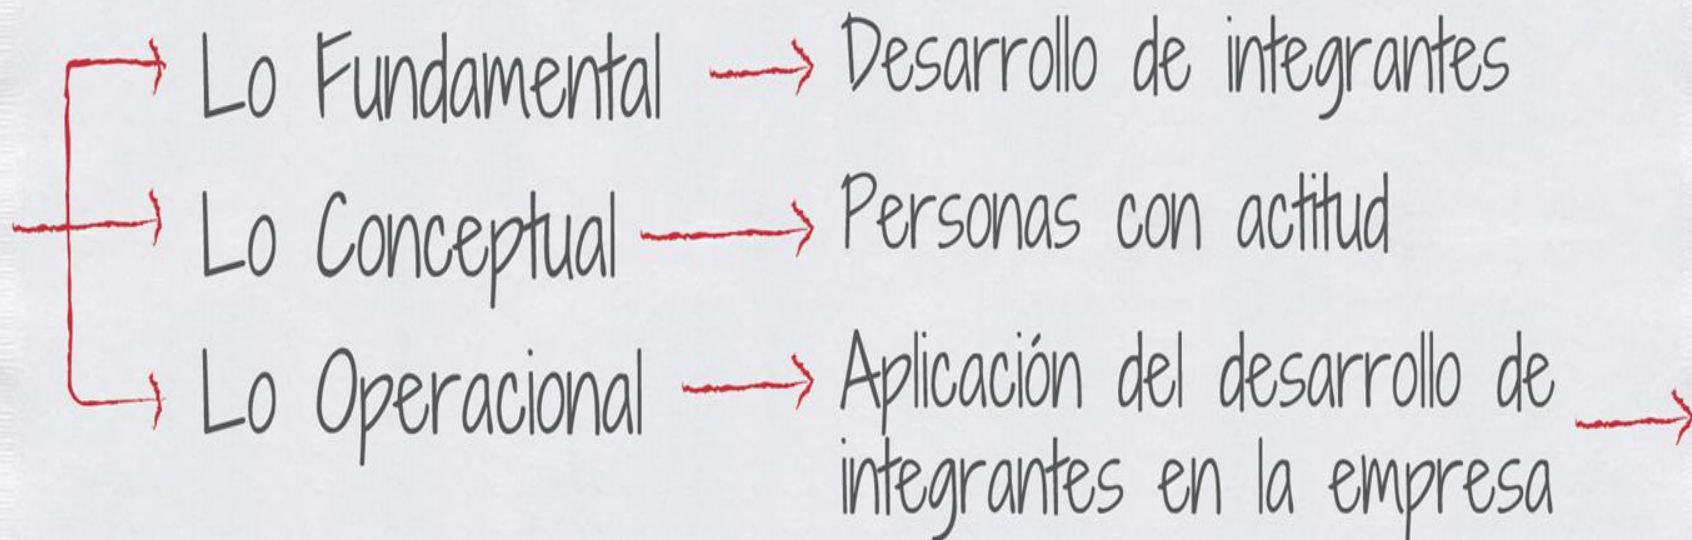 Lo Fundamental
Desarrollo de integrantes
Lo Conceptual
Personas con actitud
Lo Operacional
Aplicación del desarrollo de
integrantes en la empresa